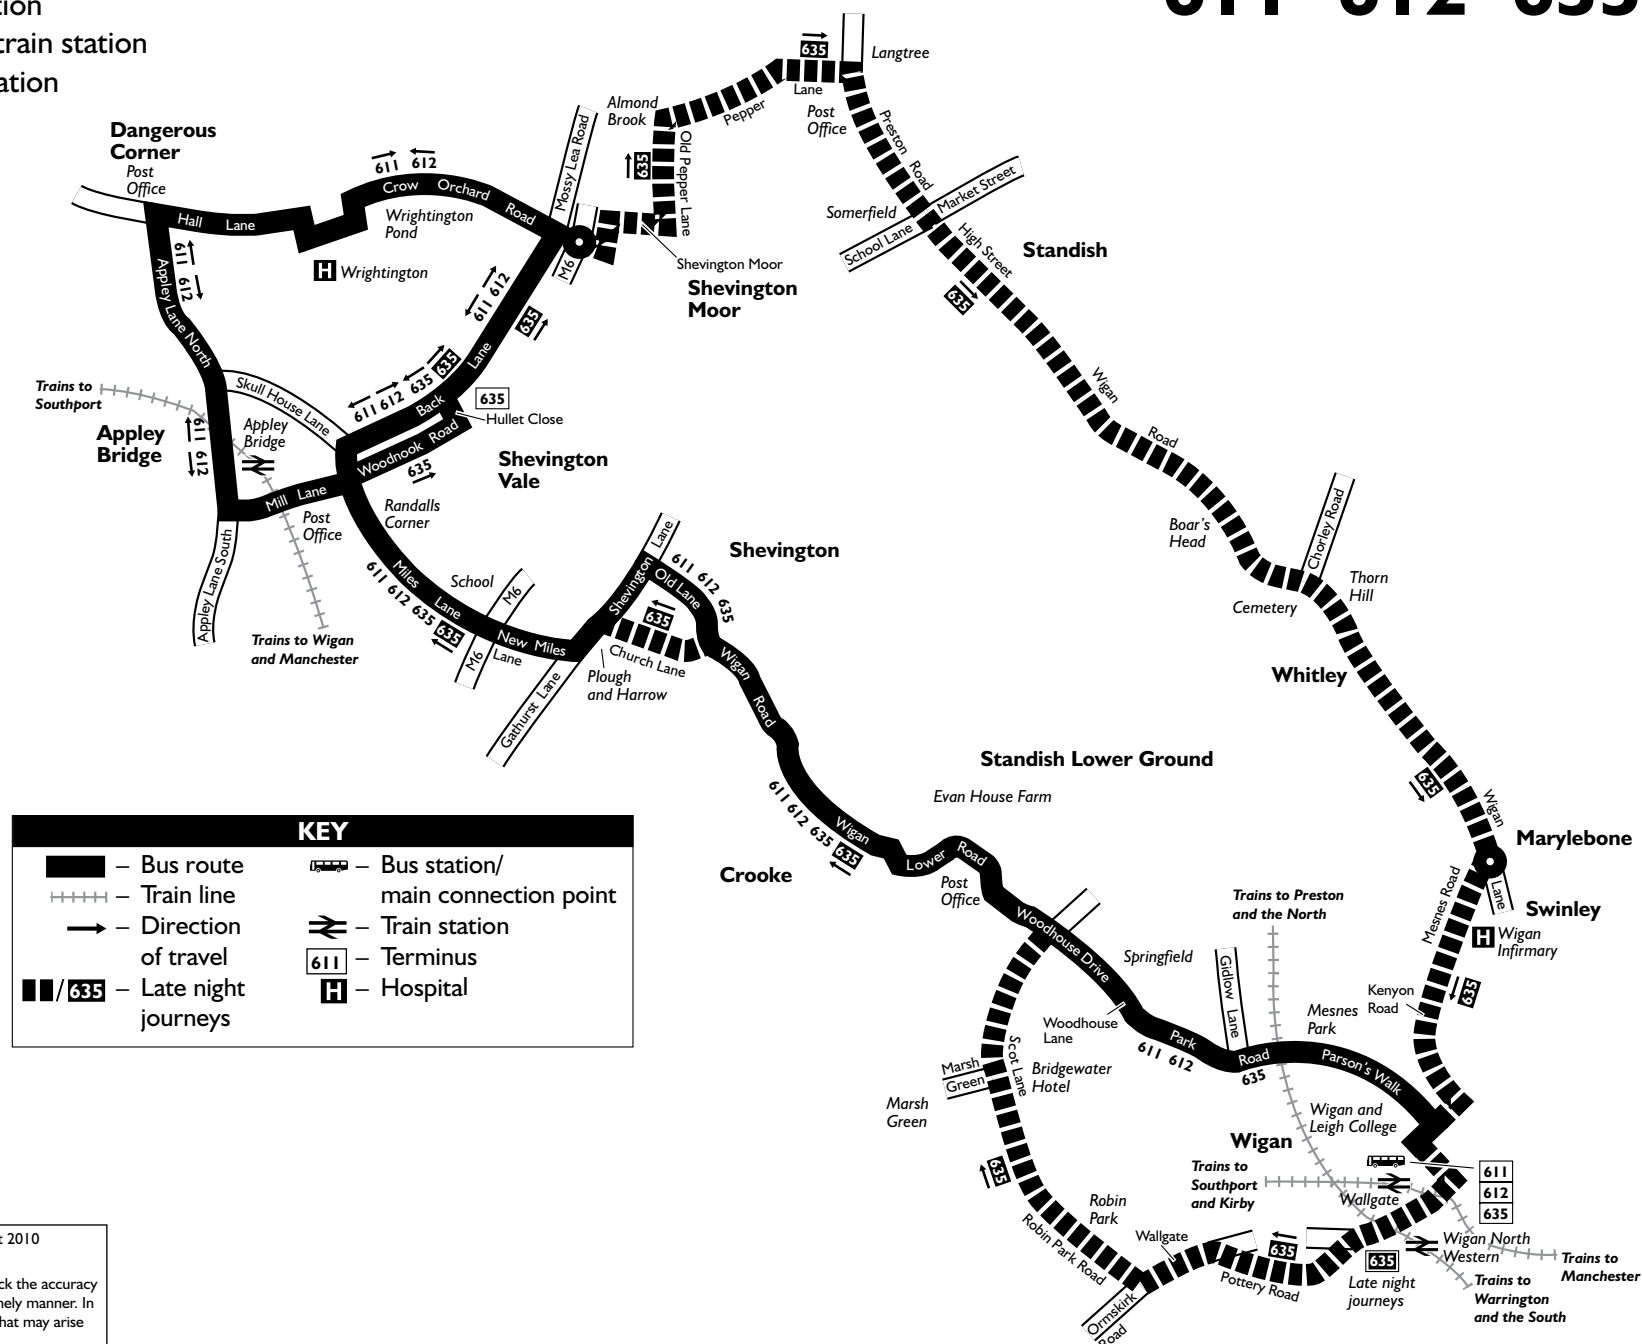 tion
train station
ation
611 612 635
Dangerous
Corner
Post
Office
Hall Lane
611 612
Crow Orchard Road
Wrightington
Pond
H Wrightington
Mossy Lea Road
M6
Almond
Brook
635
Old Pepper Lane
Pepper
Lane
635
Langtree
Post
Office
Preston Road
Somerfield
Market Street
School Lane
High Street
Standish
635
Shevington Moor
Shevington
Moor
611 612
Appley Lane North
611 612
635
Lane
611 612 635 635
Back
635
Hullet Close
Skull House Lane
Trains to
Southport
Appley
Bridge
611 612
Appley
Bridge
Woodnook Road
635
Shevington
Vale
Mill Lane
Post
Office
Randalls
Corner
Appley Lane South
Trains to Wigan
and Manchester
Miles Lane
611 612 635 635
School
M6
M6
New Miles
Lane
Gathurst Lane
Shevington Lane
Shevington
Old Lane
611 612 635
635
Church Lane
Plough
and Harrow
Wigan Road
Wigan
Road
Boar's
Head
Chorley Road
Cemetery
Thorn
Hill
Whitley
635
Wigan
Marylebone
Lane
Swinley
Mesnes Road
H Wigan
Infirmary
635
Kenyon
Road
Standish Lower Ground
Evan House Farm
611 612 635 635
Wigan
Lower Road
Crooke
Post
Office
Woodhouse Drive
Springfield
Woodhouse
Lane
Gidlow Lane
Trains to Preston
and the North
Mesnes
Park
Park Road
611 612
635
Parson's Walk
Scot Lane
Marsh
Green
Bridgewater
Hotel
Marsh
Green
635
Wigan and
Leigh College
Wigan
Trains to
Southport
and Kirby
Wallgate
611
612
635
Robin
Park
Robin Park Road
Wallgate
635
Pottery Road
Ormskirk
Road
635
Late night
journeys
Wigan North
Western
Trains to
Manchester
Trains to
Warrington
and the South
KEY
– Bus route
– Train line
– Direction
of travel
/635 – Late night
journeys
– Bus station/
main connection point
– Train station
611 – Terminus
H – Hospital
t 2010
ck the accuracy
nely manner. In
hat may arise